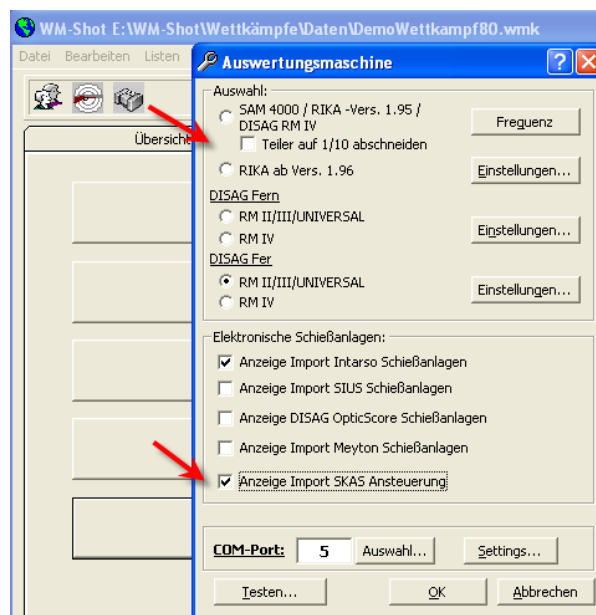 WM-Shot E:\WM-Shot\Wettkämpfe\Daten\DemoWettkampf80.wmk
Datei Bearbeiten Listen
Übersicht
Auswertungsmaschine
Auswahl:
SAM 4000 / RIKA -Vers. 1.95 /
DISAG RM IV
Frequenz
Teiler auf 1/10 abschneiden
RIKA ab Vers. 1.96
Einstellungen...
DISAG Fern
RM II/III/UNIVERSAL
Einstellungen...
RM IV
DISAG Fer
RM II/III/UNIVERSAL
Einstellungen...
RM IV
Elektronische Schießanlagen:
Anzeige Import Intarso Schießanlagen
Anzeige Import SIUS Schießanlagen
Anzeige DISAG OpticScore Schießanlagen
Anzeige Import Meyton Schießanlagen
Anzeige Import SKAS Ansteuerung
COM-Port: 5 Auswahl... Settings...
Testen... OK Abbrechen